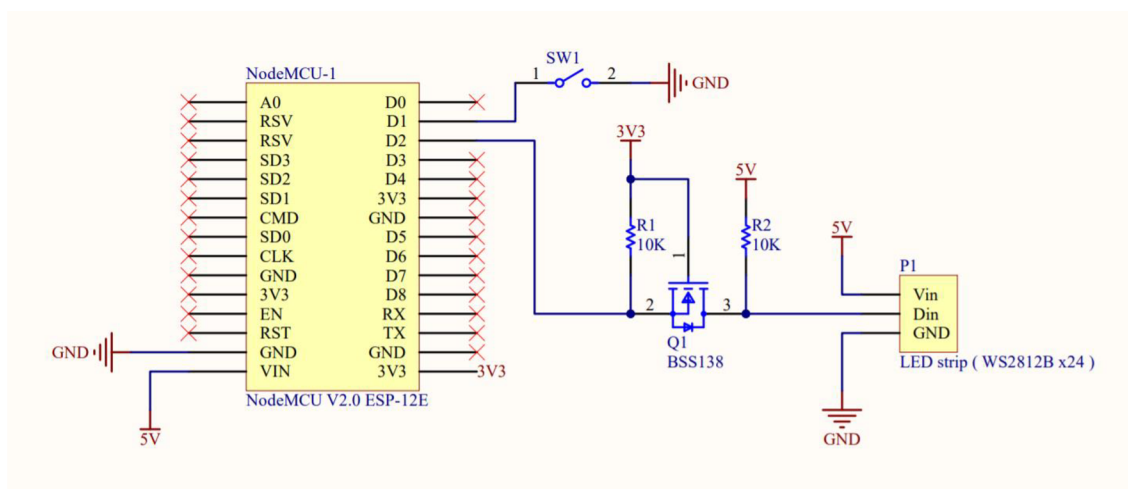 NodeMCU-1
A0
RSV
RSV
SD3
SD2
SD1
CMD
SD0
CLK
GND
3V3
EN
RST
GND
VIN
D0
D1
D2
D3
D4
3V3
GND
D5
D6
D7
D8
RX
TX
GND
3V3
NodeMCU V2.0 ESP-12E
GND
5V
3V3
SW1
1 2
GND
3V3
R1
10K
1
2 3
Q1
BSS138
5V
R2
10K
5V
P1
Vin
Din
GND
LED strip ( WS2812B x24 )
GND